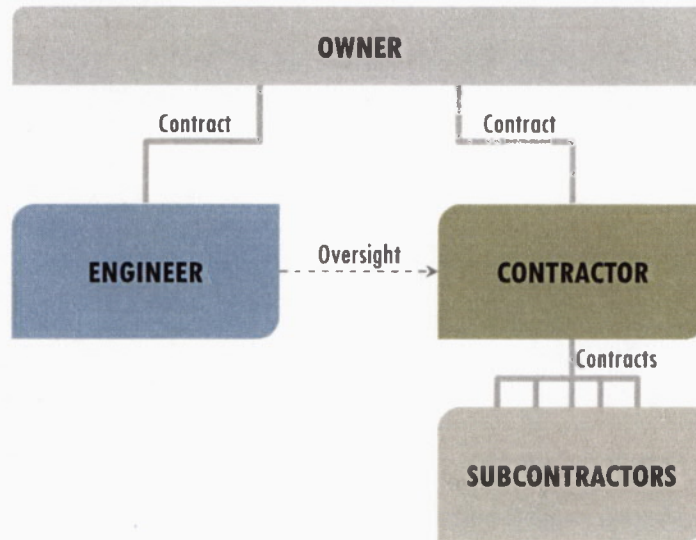 OWNER
Contract
Contract
ENGINEER
Oversight
CONTRACTOR
Contracts
SUBCONTRACTORS